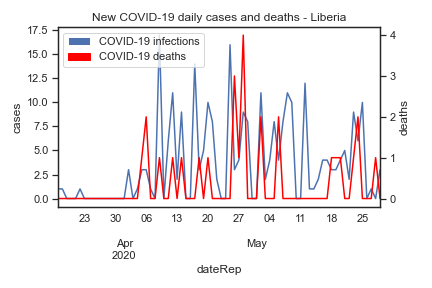 New COVID-19 daily cases and deaths - Liberia
COVID-19 infections
COVID-19 deaths
17.5
15.0
12.5
10.0
7.5
5.0
2.5
0.0
cases
4
3
2
1
0
deaths
23 30 06 13 20 27 04 11 18 25
Apr May
2020
dateRep